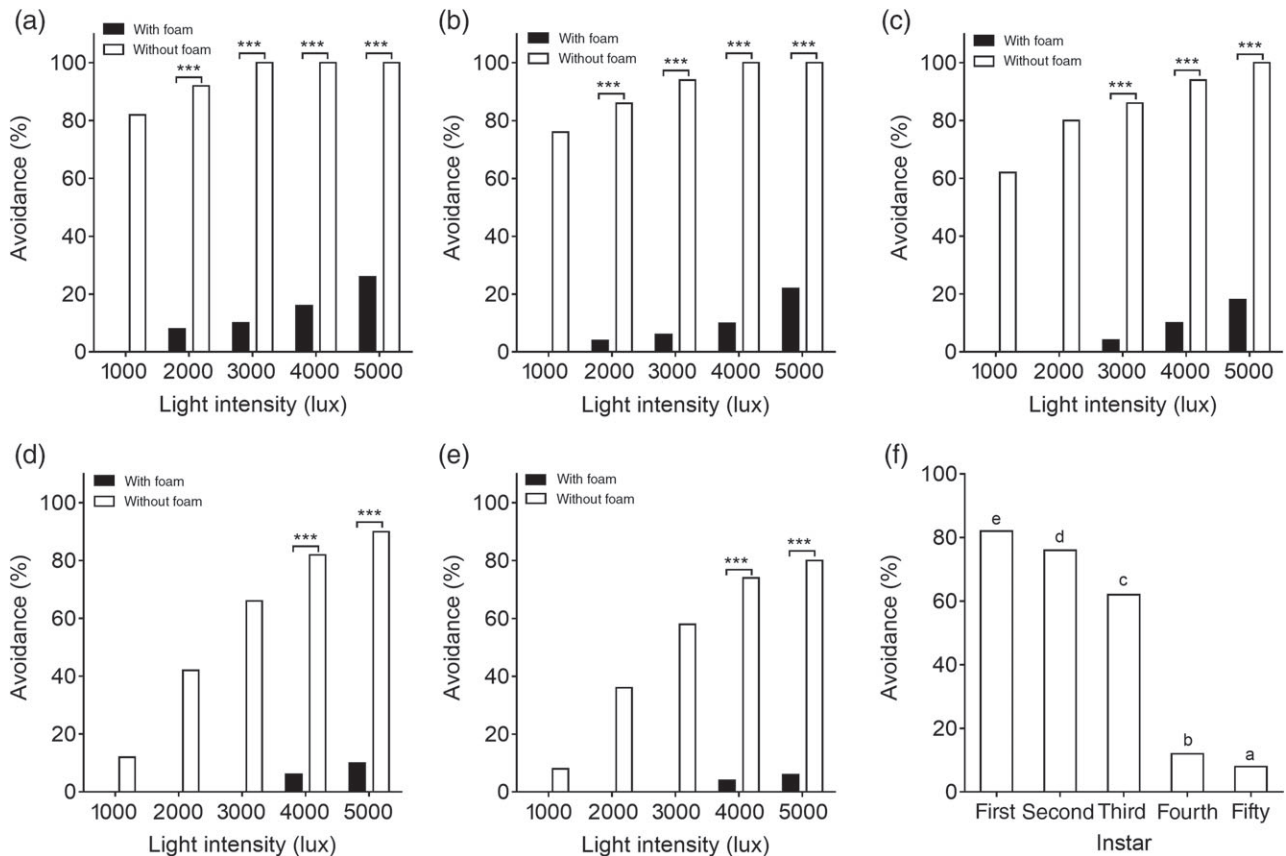 (a)
With foam
Without foam
*** *** *** ***
100
80
60
40
20
0
Avoidance (%)
1000 2000 3000 4000 5000
Light intensity (lux)
(b)
With foam
Without foam
*** *** *** ***
100
80
60
40
20
0
Avoidance (%)
1000 2000 3000 4000 5000
Light intensity (lux)
(c)
With foam
Without foam
*** *** ***
100
80
60
40
20
0
Avoidance (%)
1000 2000 3000 4000 5000
Light intensity (lux)
(d)
With foam
Without foam
*** ***
100
80
60
40
20
0
Avoidance (%)
1000 2000 3000 4000 5000
Light intensity (lux)
(e)
With foam
Without foam
*** ***
100
80
60
40
20
0
Avoidance (%)
1000 2000 3000 4000 5000
Light intensity (lux)
(f)
100
80
60
40
20
0
Avoidance (%)
e d c b a
First Second Third Fourth Fifty
Instar